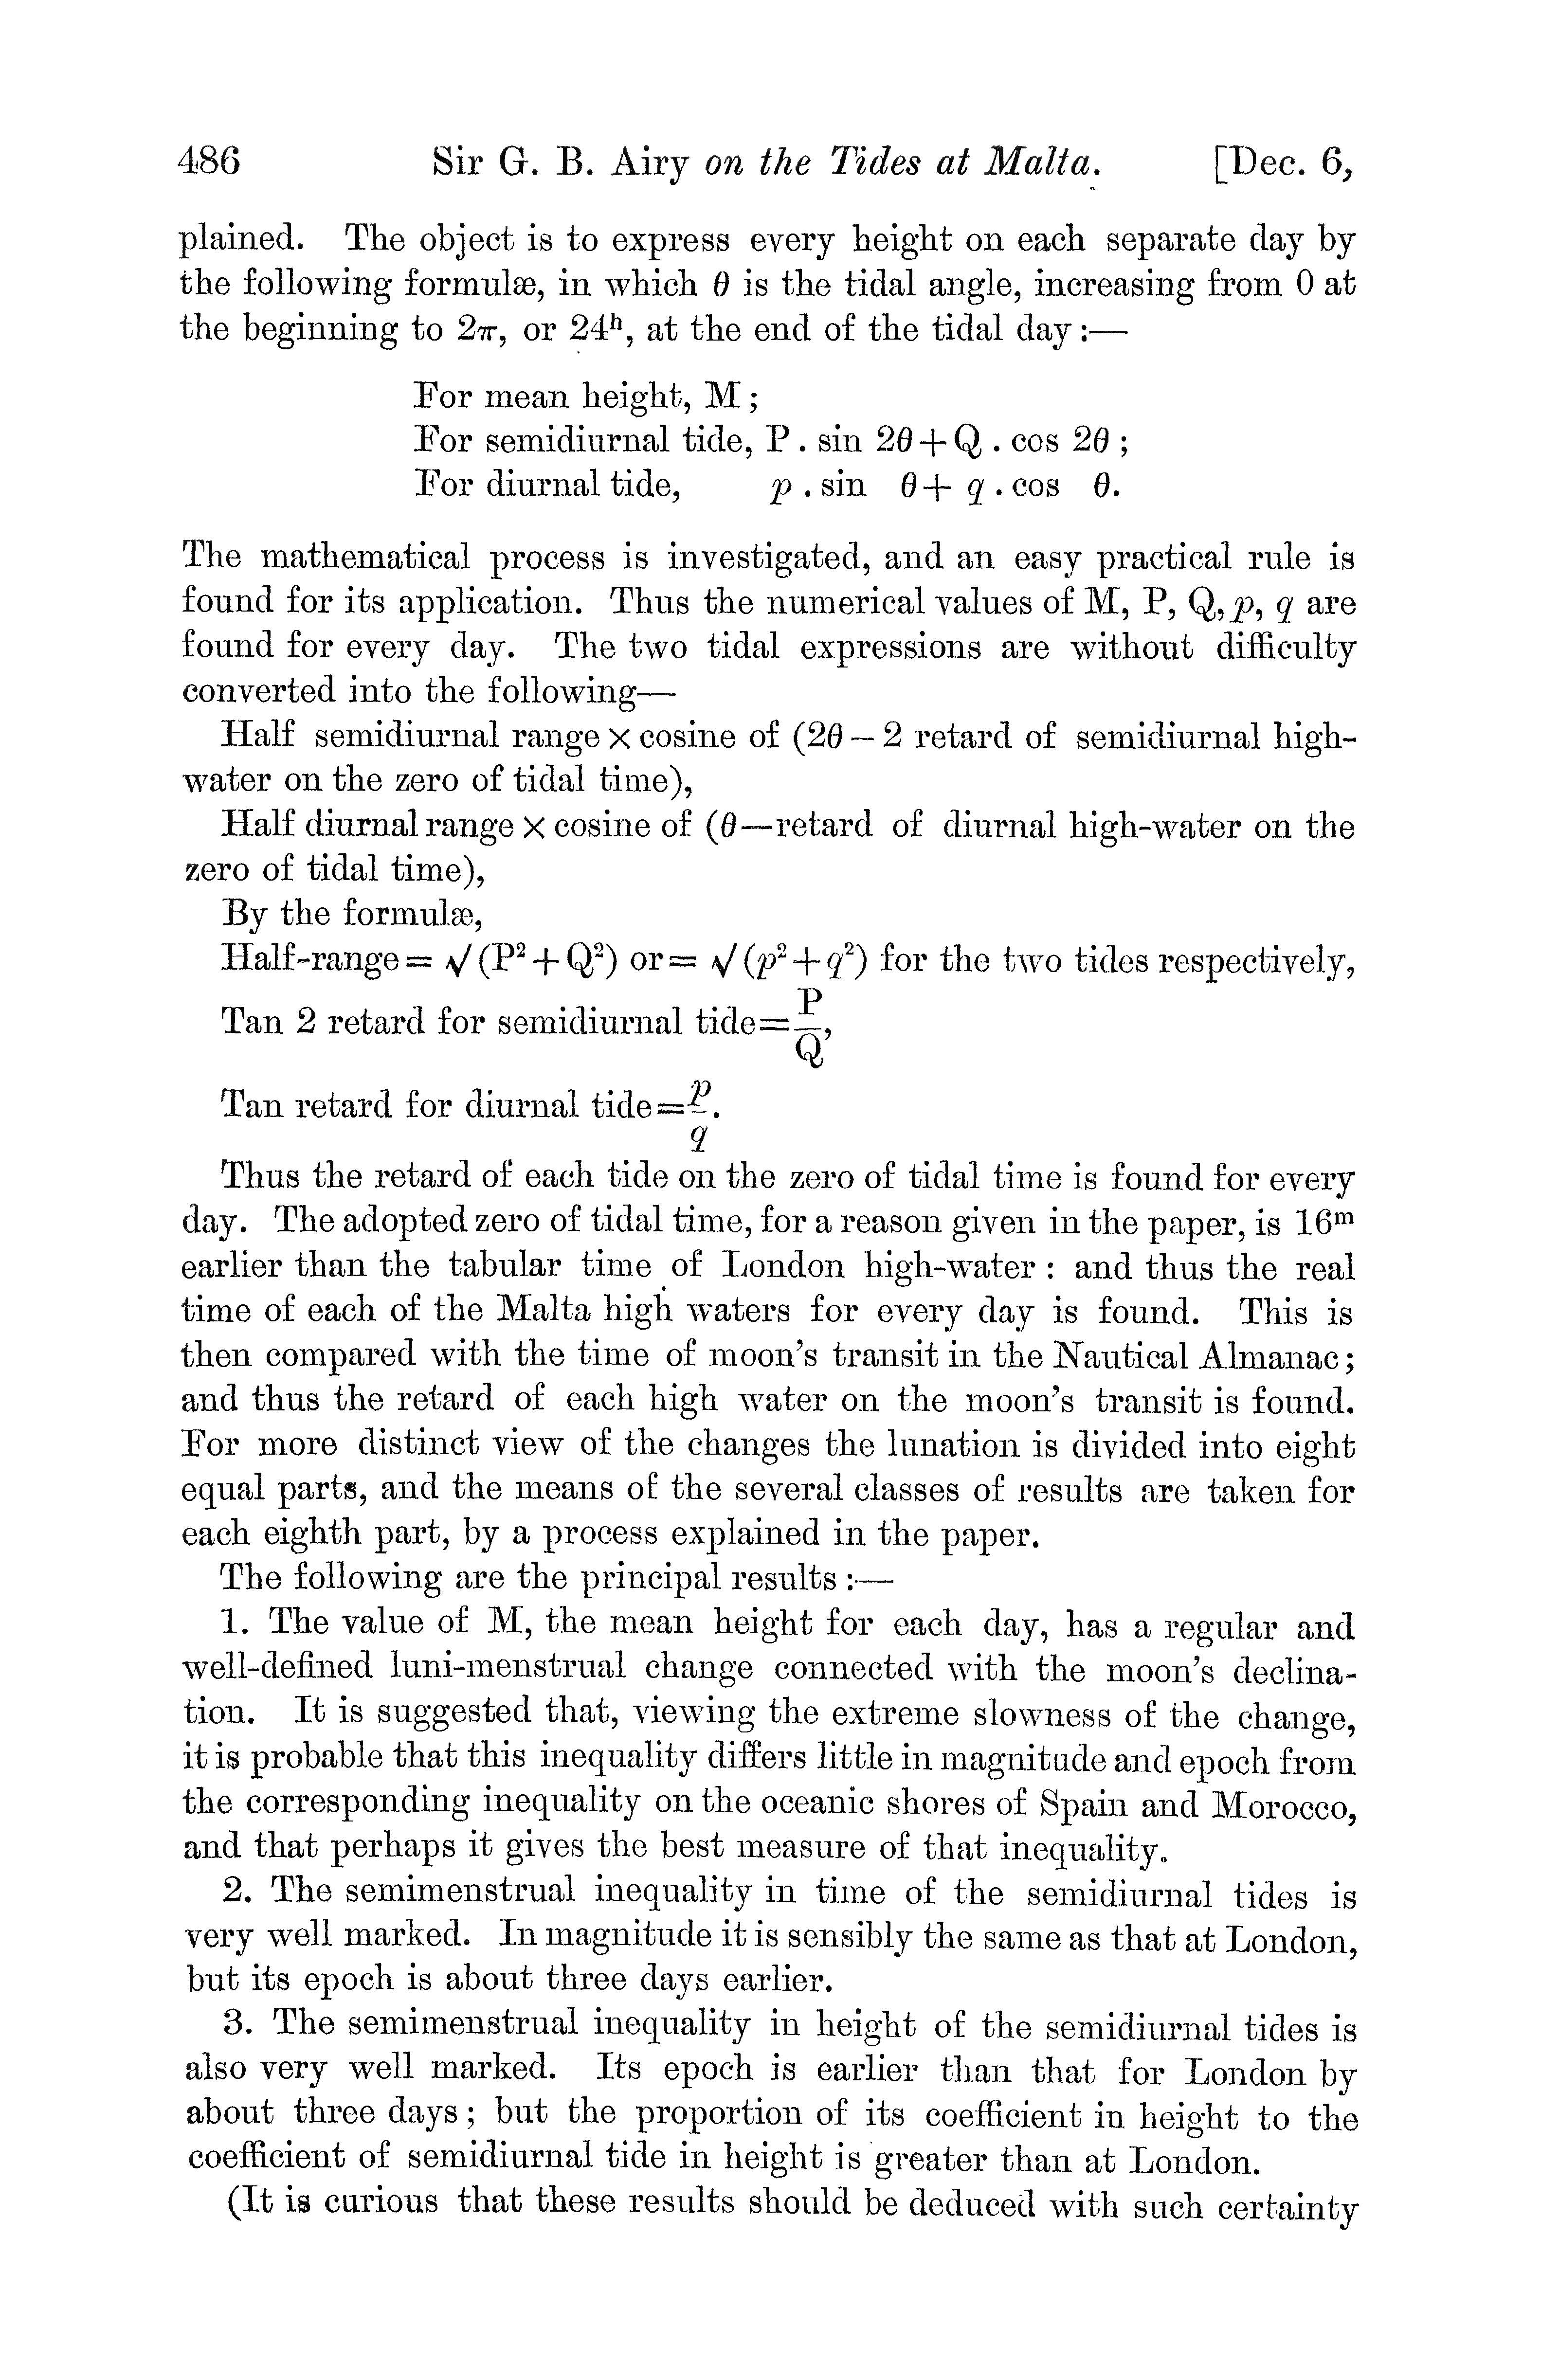 486 Sir G. B. Airy on the Tides at Malta. [Dec. 6,
plained. The object is to express every height on each separate day by
the following formulæ, in which θ is the tidal angle, increasing from 0 at
the beginning to 2π, or 24ʰ, at the end of the tidal day :—
For mean height, M ;
For semidiurnal tide, P . sin 2θ + Q . cos 2θ ;
For diurnal tide, p . sin θ + q . cos θ.
The mathematical process is investigated, and an easy practical rule is
found for its application. Thus the numerical values of M, P, Q, p, q are
found for every day. The two tidal expressions are without difficulty
converted into the following—
Half semidiurnal range × cosine of (2θ – 2 retard of semidiurnal high-
water on the zero of tidal time),
Half diurnal range × cosine of (θ—retard of diurnal high-water on the
zero of tidal time),
By the formulæ,
Half-range = √(P² + Q²) or = √(p² + q²) for the two tides respectively,
Tan 2 retard for semidiurnal tide = P/Q,
Tan retard for diurnal tide = p/q.
Thus the retard of each tide on the zero of tidal time is found for every
day. The adopted zero of tidal time, for a reason given in the paper, is 16ᵐ
earlier than the tabular time of London high-water : and thus the real
time of each of the Malta high waters for every day is found. This is
then compared with the time of moon's transit in the Nautical Almanac ;
and thus the retard of each high water on the moon's transit is found.
For more distinct view of the changes the lunation is divided into eight
equal parts, and the means of the several classes of results are taken for
each eighth part, by a process explained in the paper.
The following are the principal results :—
1. The value of M, the mean height for each day, has a regular and
well-defined luni-menstrual change connected with the moon's declina-
tion. It is suggested that, viewing the extreme slowness of the change,
it is probable that this inequality differs little in magnitude and epoch from
the corresponding inequality on the oceanic shores of Spain and Morocco,
and that perhaps it gives the best measure of that inequality.
2. The semimenstrual inequality in time of the semidiurnal tides is
very well marked. In magnitude it is sensibly the same as that at London,
but its epoch is about three days earlier.
3. The semimenstrual inequality in height of the semidiurnal tides is
also very well marked. Its epoch is earlier than that for London by
about three days ; but the proportion of its coefficient in height to the
coefficient of semidiurnal tide in height is greater than at London.
(It is curious that these results should be deduced with such certainty